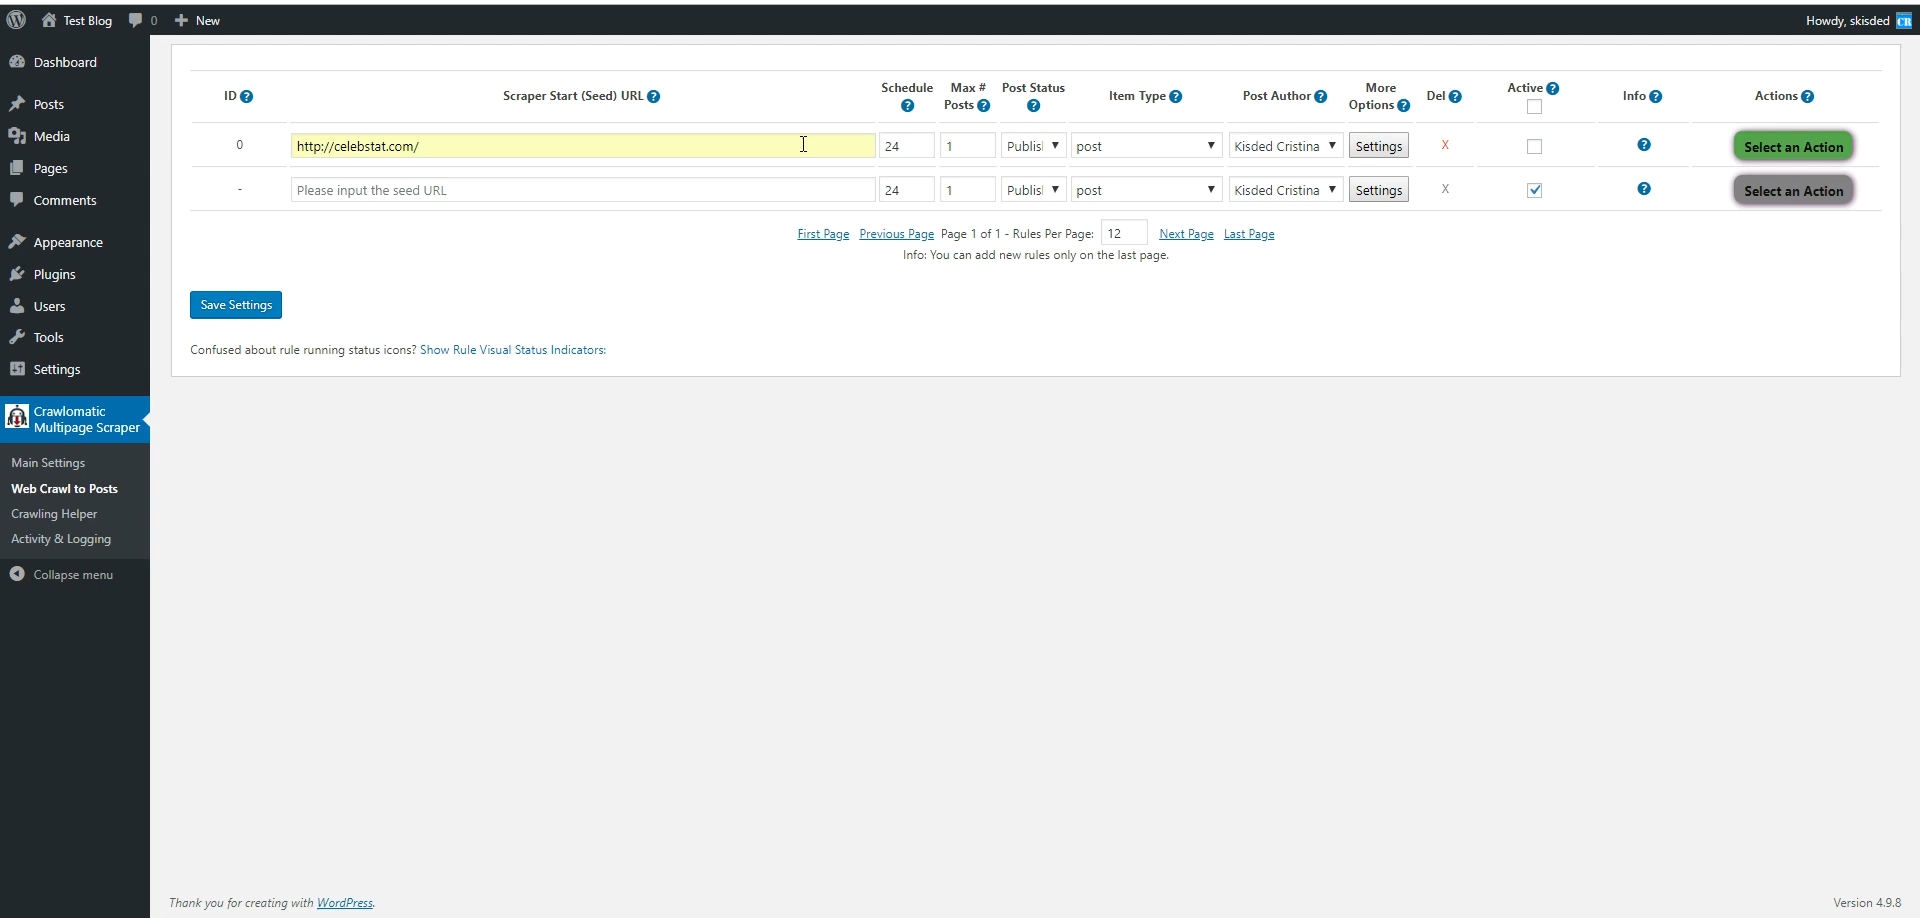 Test Blog 0 New Howdy, skisded CR
Dashboard
Posts
Media
Pages
Comments
Appearance
Plugins
Users
Tools
Settings
Crawlomatic
Multipage Scraper
Main Settings
Web Crawl to Posts
Crawling Helper
Activity & Logging
Collapse menu
ID ? Scraper Start (Seed) URL ? Schedule ? Max # Posts ? Post Status ? Item Type ? Post Author ? More Options ? Del ? Active ? Info ? Actions ?
0 http://celebstat.com/ 24 1 Publisl post Kisded Cristina Settings X ? Select an Action
- Please input the seed URL 24 1 Publisl post Kisded Cristina Settings X ? Select an Action
First Page Previous Page Page 1 of 1 - Rules Per Page: 12 Next Page Last Page
Info: You can add new rules only on the last page.
Save Settings
Confused about rule running status icons? Show Rule Visual Status Indicators:
Thank you for creating with WordPress. Version 4.9.8